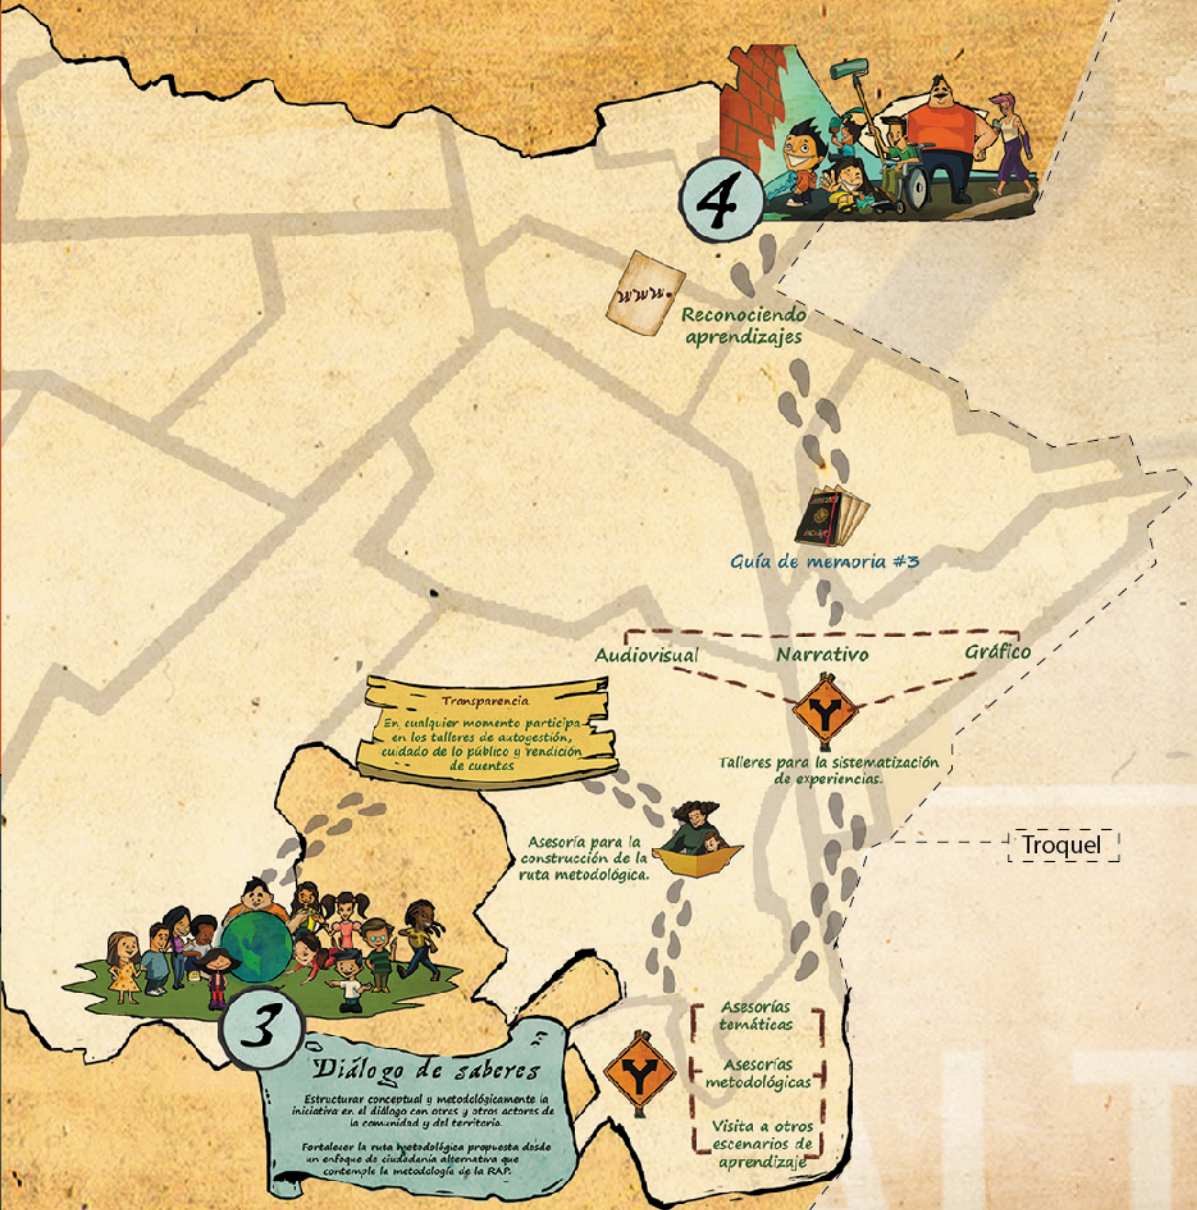 4
www.
Reconociendo
aprendizajes
Guía de memoria #3
Audiovisual
Narrativo
Gráfico
Talleres para la sistematización
de experiencias.
Transparencia
En cualquier momento participa
en los talleres de autogestión,
cuidado de lo público y rendición
de cuentas
Asesoría para la
construcción de la
ruta metodológica.
Troquel
3
Diálogo de saberes
Estructurar conceptual y metodológicamente la
iniciativa en el diálogo con otras y otros actores de
la comunidad y del territorio.
Fortalecer la ruta metodológica propuesta desde
un enfoque de ciudadanía alternativa que
contemple la metodología de la RAP.
Asesorías
temáticas
Asesorías
metodológicas
Visita a otros
escenarios de
aprendizaje
ALT